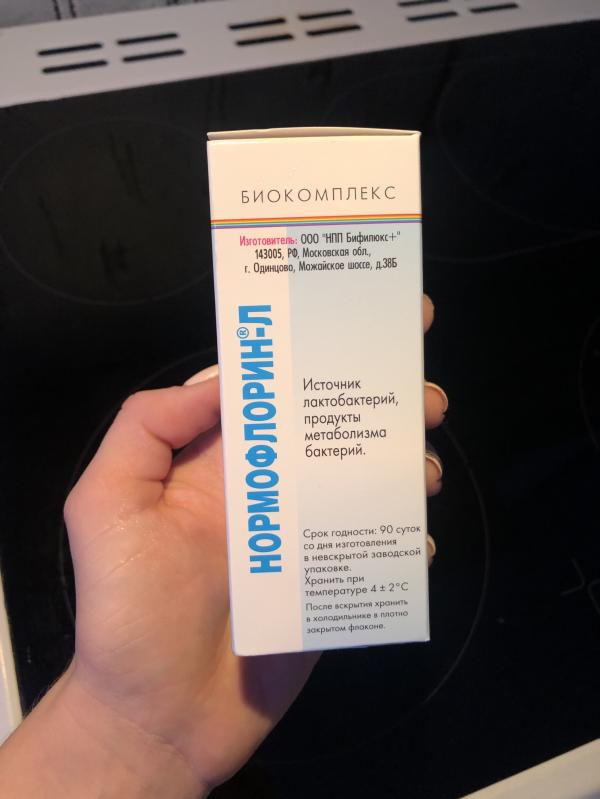 БИОКОМПЛЕКС
Изготовитель: ООО "НПП Бифилюкс+"
143005, РФ, Московская обл.,
г. Одинцово, Можайское шоссе, д.38Б
НОРМОФЛОРИН®-Л
Источник
лактобактерий,
продукты
метаболизма
бактерий.
Срок годности: 90 суток
со дня изготовления
в невскрытой заводской
упаковке.
Хранить при
температуре 4 ± 2°C
После вскрытия хранить
в холодильнике в плотно
закрытом флаконе.